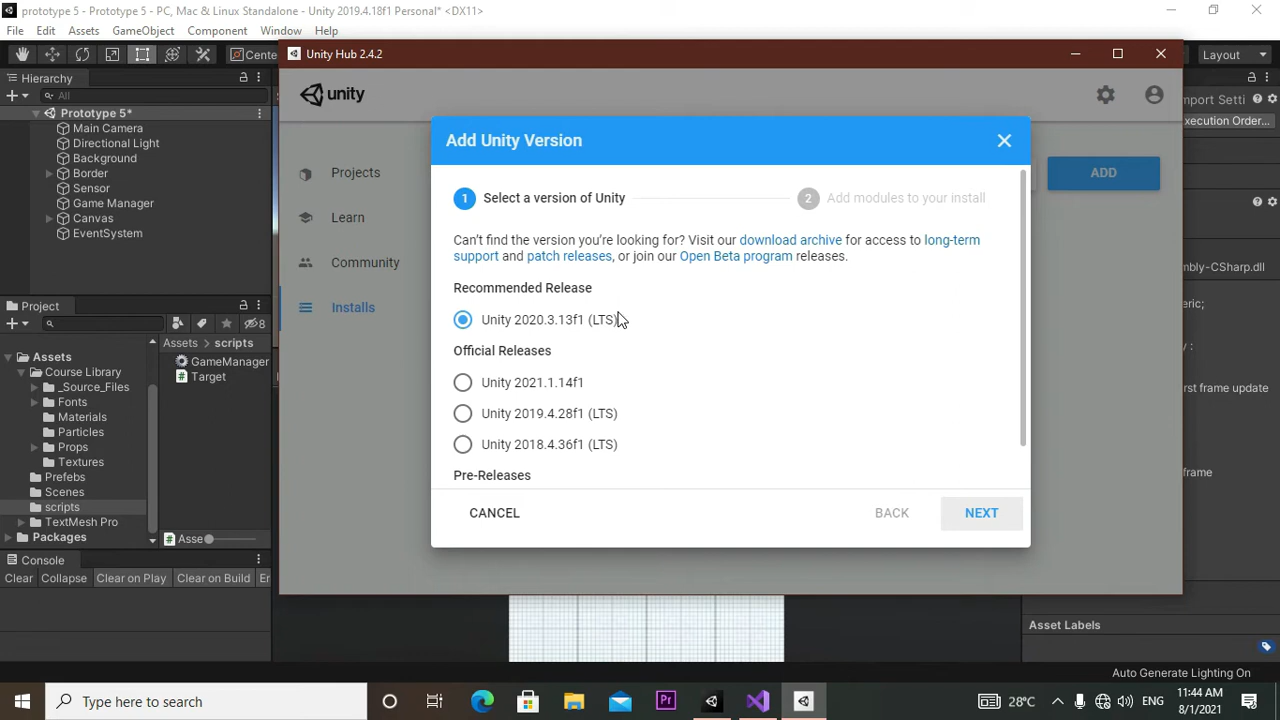 prototype 5 - Prototype 5 - PC, Mac & Linux Standalone - Unity 2019.4.18f1 Personal* <DX11>
File Edit Assets GameObject Component Window Help
Center
Layout
Unity Hub 2.4.2
unity
Hierarchy
All
Prototype 5*
Main Camera
Directional Light
Background
Border
Sensor
Game Manager
Canvas
EventSystem
Projects
Learn
Community
Installs
ADD
Add Unity Version
1 Select a version of Unity
2 Add modules to your install
Can't find the version you're looking for? Visit our download archive for access to long-term
support and patch releases, or join our Open Beta program releases.
Recommended Release
Unity 2020.3.13f1 (LTS)
Official Releases
Unity 2021.1.14f1
Unity 2019.4.28f1 (LTS)
Unity 2018.4.36f1 (LTS)
Pre-Releases
CANCEL
BACK
NEXT
mport Setti
xecution Order...
mbly-CSharp.dll
neric;
r :
rst frame update
frame
Project
8
Assets
Course Library
_Source_Files
Fonts
Materials
Particles
Props
Textures
Prefebs
Scenes
scripts
TextMesh Pro
Packages
Assets > scripts
GameManager
Target
Asse
Console
Clear Collapse Clear on Play Clear on Build Er
Asset Labels
Auto Generate Lighting On
Type here to search
Pr
28°C
ENG
11:44 AM
8/1/2021